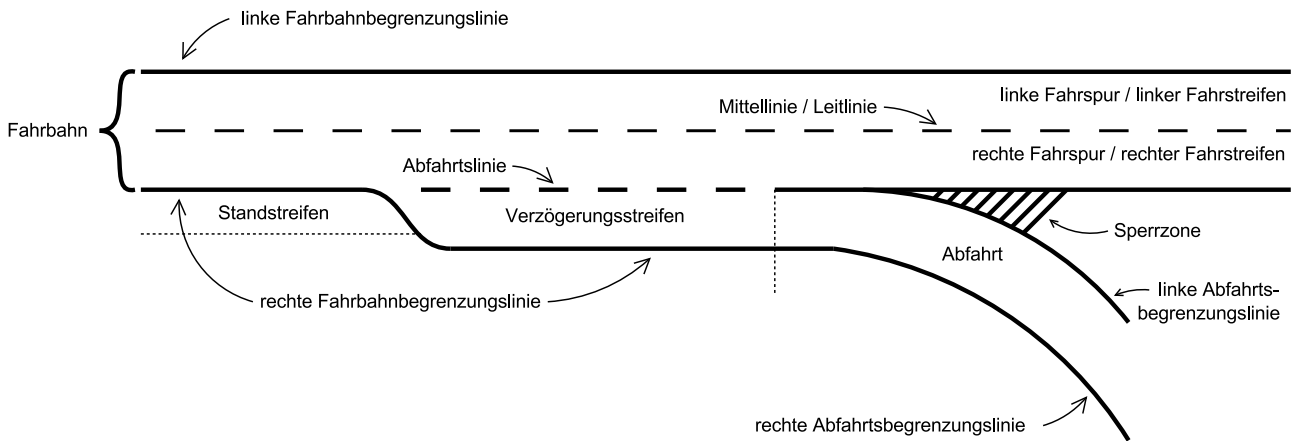 linke Fahrbahnbegrenzungslinie
linke Fahrspur / linker Fahrstreifen
Mittellinie / Leitlinie
Fahrbahn
rechte Fahrspur / rechter Fahrstreifen
Abfahrtslinie
Standstreifen
Verzögerungsstreifen
Sperrzone
Abfahrt
rechte Fahrbahnbegrenzungslinie
linke Abfahrts-
begrenzungslinie
rechte Abfahrtsbegrenzungslinie